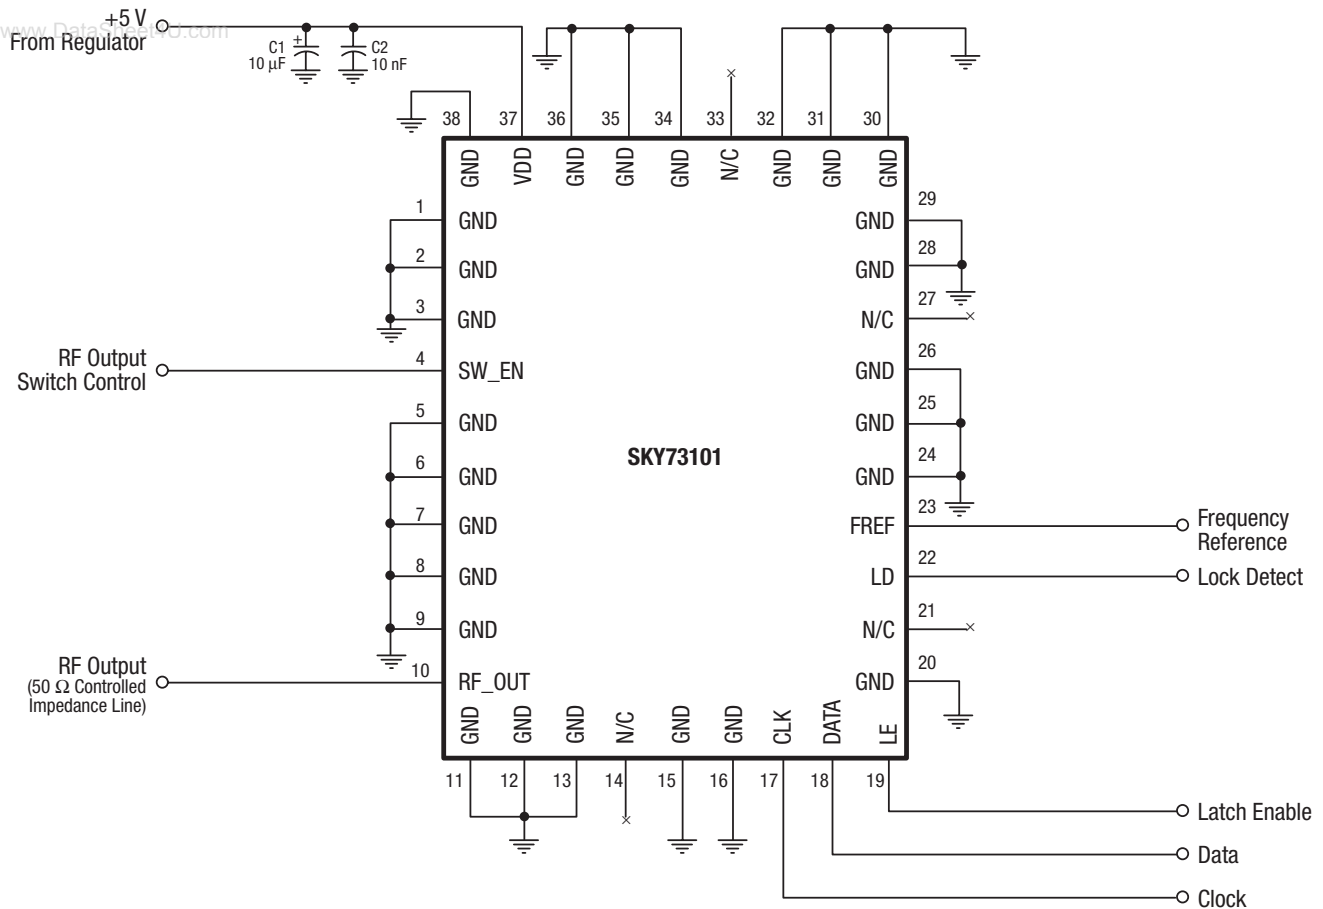 www.DataSheet4U.com
+5 V
From Regulator
C1
10 μF
+
C2
10 nF
38 37 36 35 34 33 32 31 30
GND VDD GND GND GND N/C GND GND GND
1 GND
2 GND
3 GND
RF Output
Switch Control
4 SW_EN
5 GND
6 GND
7 GND
8 GND
9 GND
RF Output
(50 Ω Controlled
Impedance Line)
10 RF_OUT
SKY73101
GND 29
GND 28
N/C 27
GND 26
GND 25
GND 24
FREF 23
Frequency
Reference
LD 22
Lock Detect
N/C 21
GND 20
GND GND GND N/C GND GND CLK DATA LE
11 12 13 14 15 16 17 18 19
Latch Enable
Data
Clock